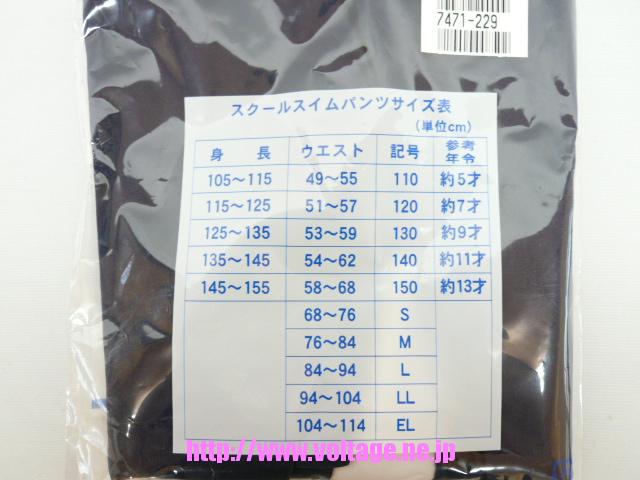 7471-229
スクールスイムパンツサイズ表
(単位cm)
身長 ウエスト 記号 参考年令
105～115 49～55 110 約5才
115～125 51～57 120 約7才
125～135 53～59 130 約9才
135～145 54～62 140 約11才
145～155 58～68 150 約13才
68～76 S
76～84 M
84～94 L
94～104 LL
104～114 EL
http://www.voltage.ne.jp